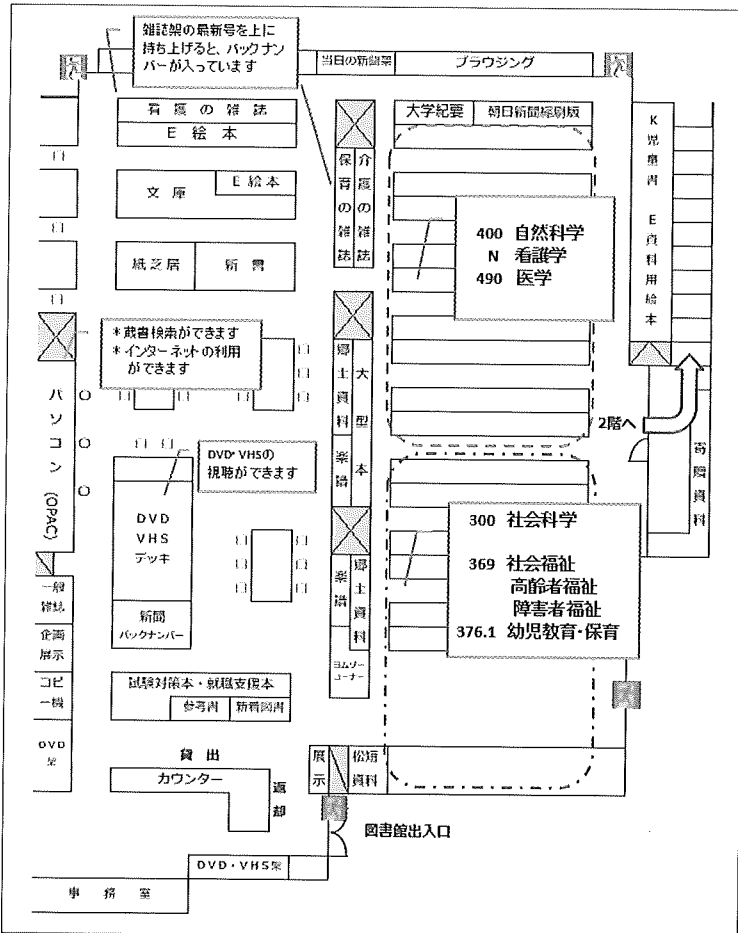 雑誌架の最新号を上に
持ち上げると、バックナン
バーが入っています
当日の新聞架
ブラウジング
看護の雑誌
E 絵本
大学紀要
朝日新聞縮刷版
文庫
E 絵本
保育の雑誌
介護の雑誌
K 児童書 E 資料用絵本
400 自然科学
N 看護学
490 医学
紙芝居
新書
*蔵書検索ができます
*インターネットの利用
ができます
パソコン (OPAC)
郷土資料
大型本
楽譜
2階へ
寄贈資料
DVD・VHSの
視聴ができます
DVD
VHS
デッキ
300 社会科学
369 社会福祉
高齢者福祉
障害者福祉
376.1 幼児教育・保育
一般
雑誌
楽譜
郷土資料
新聞
バックナンバー
企画
展示
コピ
ー機
試験対策本・就職支援本
参考書
新着図書
DVD
架
貸出
カウンター
返却
展示
松短
資料
図書館出入口
DVD・VHS架
事務室